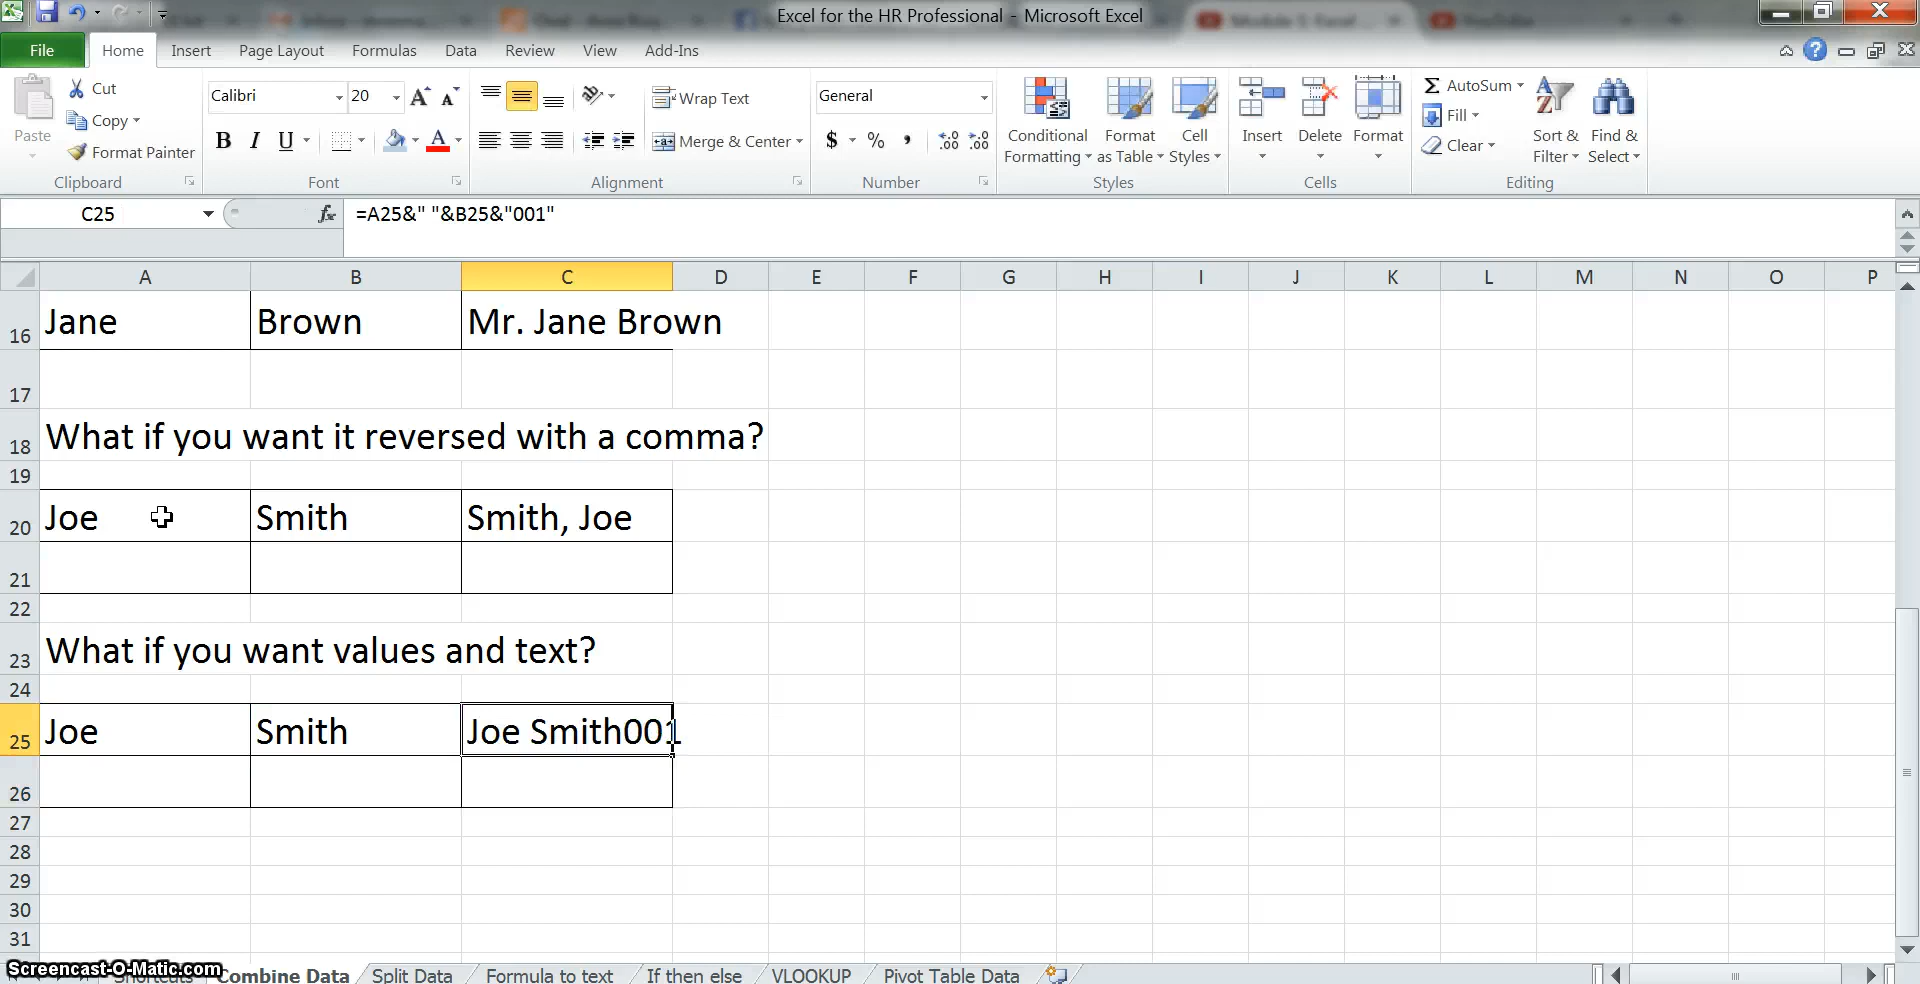 Excel for the HR Professional - Microsoft Excel
File Home Insert Page Layout Formulas Data Review View Add-Ins
Paste
Cut
Copy
Format Painter
Clipboard
Calibri 20
B I U
Font
Wrap Text
Merge & Center
Alignment
General
$ % ,
Number
Conditional Formatting
Format as Table
Cell Styles
Styles
Insert Delete Format
Cells
Σ AutoSum
Fill
Clear
Sort & Filter
Find & Select
Editing
C25 fx =A25&" "&B25&"001"
A B C D E F G H I J K L M N O P
16 Jane Brown Mr. Jane Brown
17
18 What if you want it reversed with a comma?
19
20 Joe Smith Smith, Joe
21
22
23 What if you want values and text?
24
25 Joe Smith Joe Smith001
26
27
28
29
30
31
Screencast-O-Matic.com
Shortcuts Combine Data Split Data Formula to text If then else VLOOKUP Pivot Table Data